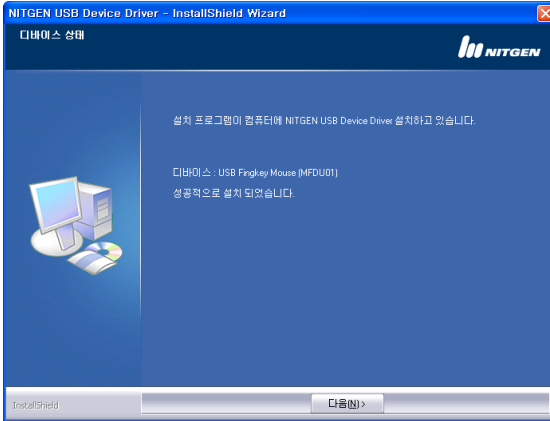 NITGEN USB Device Driver - InstallShield Wizard
디바이스 상태
NITGEN
설치 프로그램이 컴퓨터에 NITGEN USB Device Driver 설치하고 있습니다.
디바이스 : USB Fingkey Mouse (MFDU01)
성공적으로 설치 되었습니다.
InstallShield
다음(N) >